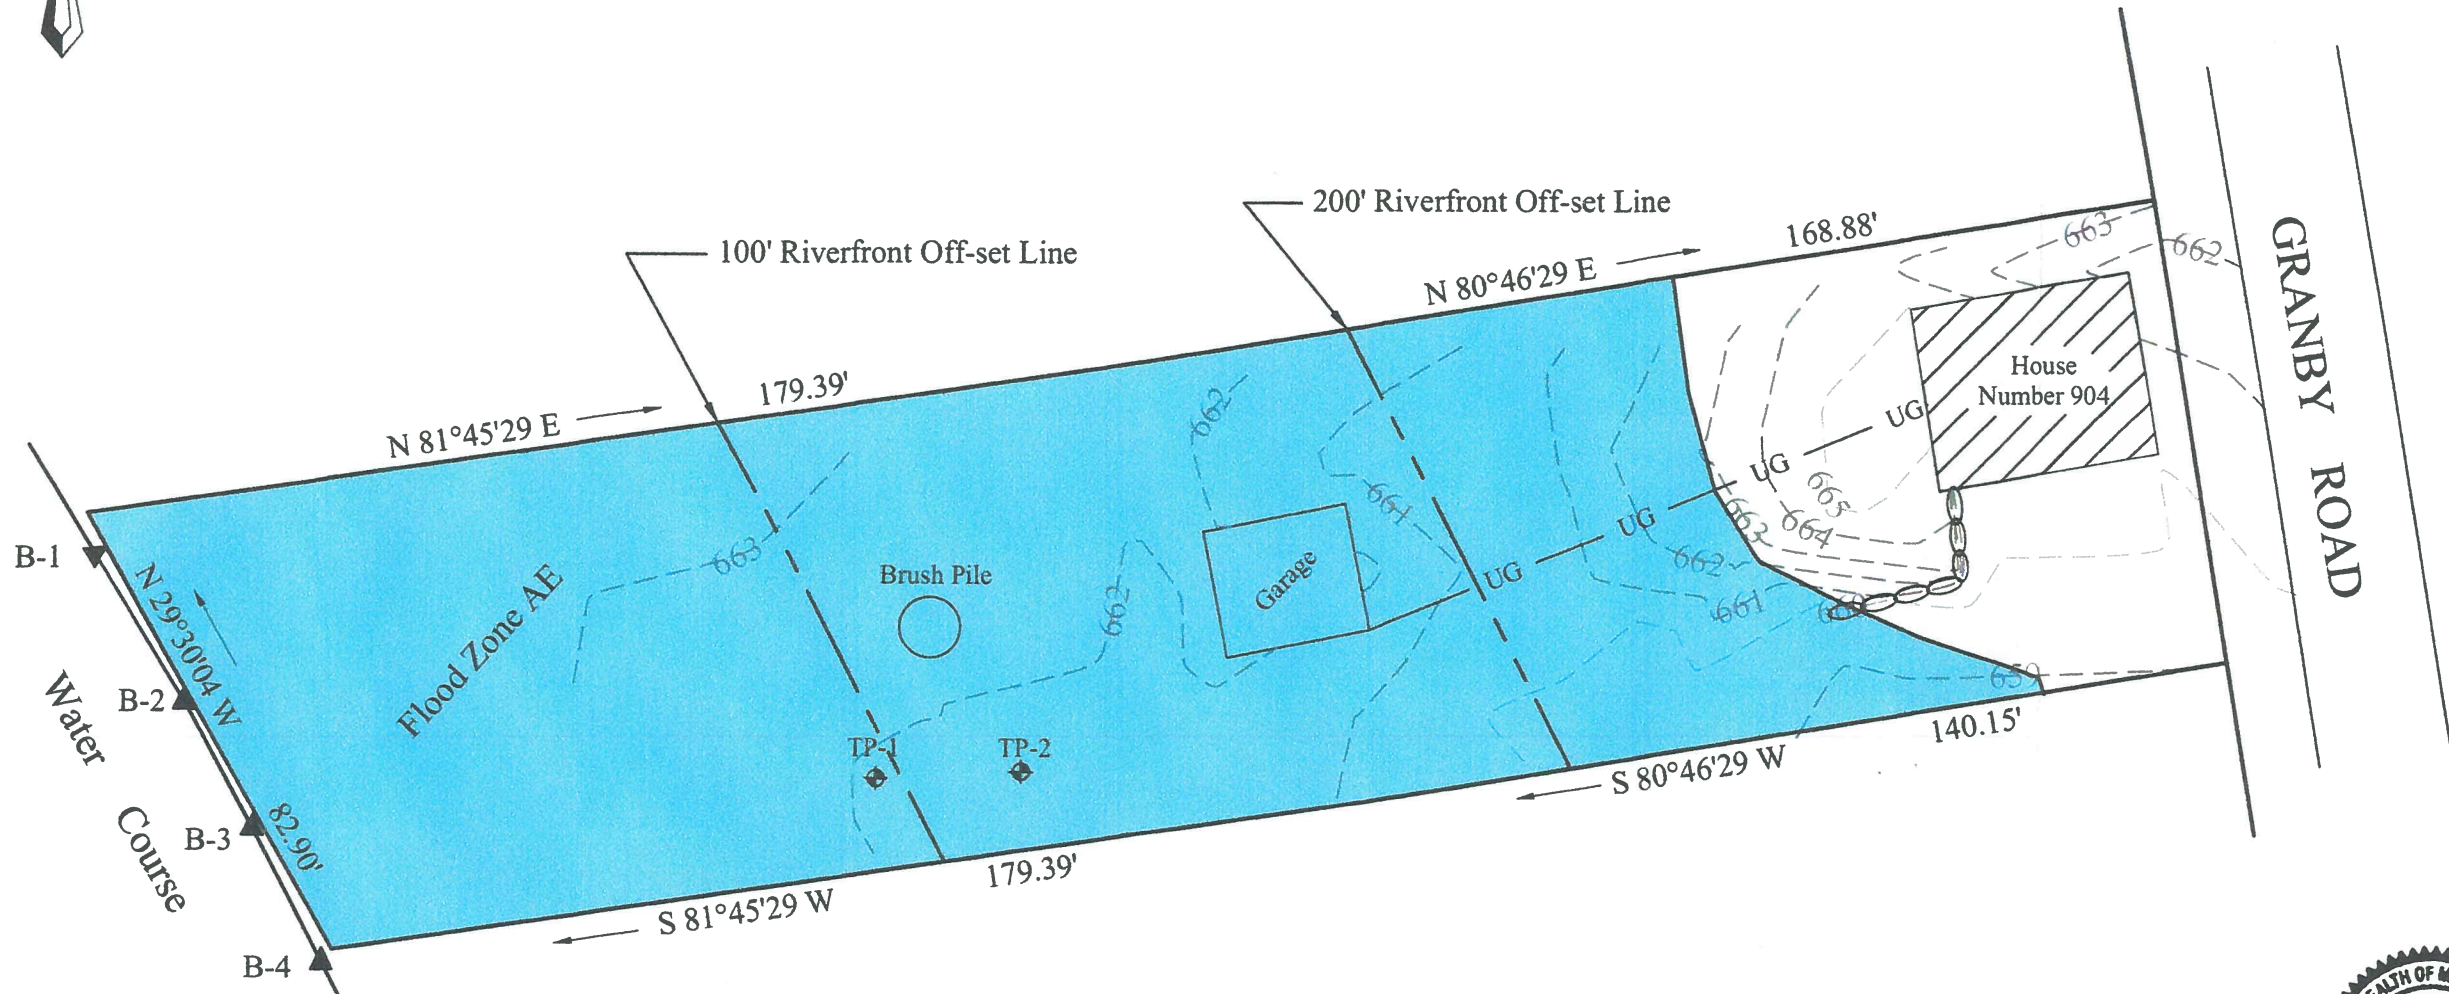 200' Riverfront Off-set Line
168.88'
663
662
100' Riverfront Off-set Line
N 80°46'29 E
GRANBY ROAD
179.39'
House
Number 904
662
N 81°45'29 E
UG
UG
665
661
663
664
UG
663
B-1
Brush Pile
Garage
UG
662
Flood Zone AE
662
661
N 29°30'04 W
659
B-2
Water
TP-1
TP-2
140.15'
S 80°46'29 W
82.90'
B-3
Course
179.39'
S 81°45'29 W
B-4
ALTH OF M